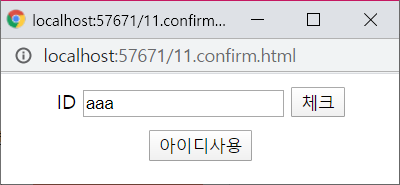 localhost:57671/11.confirm...
localhost:57671/11.confirm.html
ID aaa 체크
아이디사용